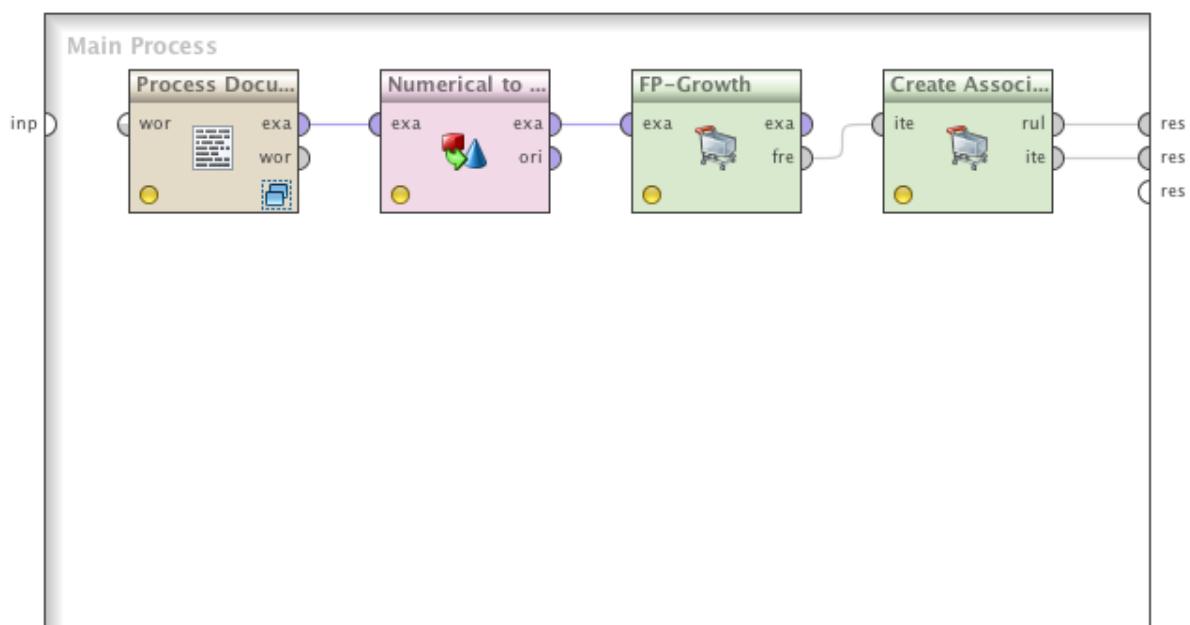 Main Process
Process Docu... Numerical to ... FP-Growth Create Associ...
inp wor exa exa exa exa exa ite rul res
wor ori fre ite res
res